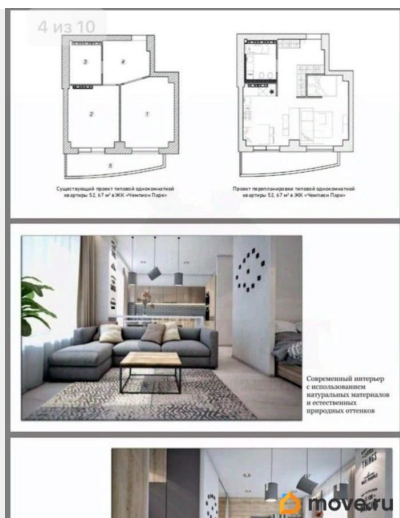 4 из 10
3
4
2
1
5
Существующий проект типовой однокомнатной
квартиры 52, 67 м² в ЖК «Чемпион Парк»
Проект перепланировки типовой однокомнатной
квартиры 52, 67 м² в ЖК «Чемпион Парк»
Современный интерьер
с использованием
натуральных материалов
и естественных
природных оттенков
THINGS
move.ru